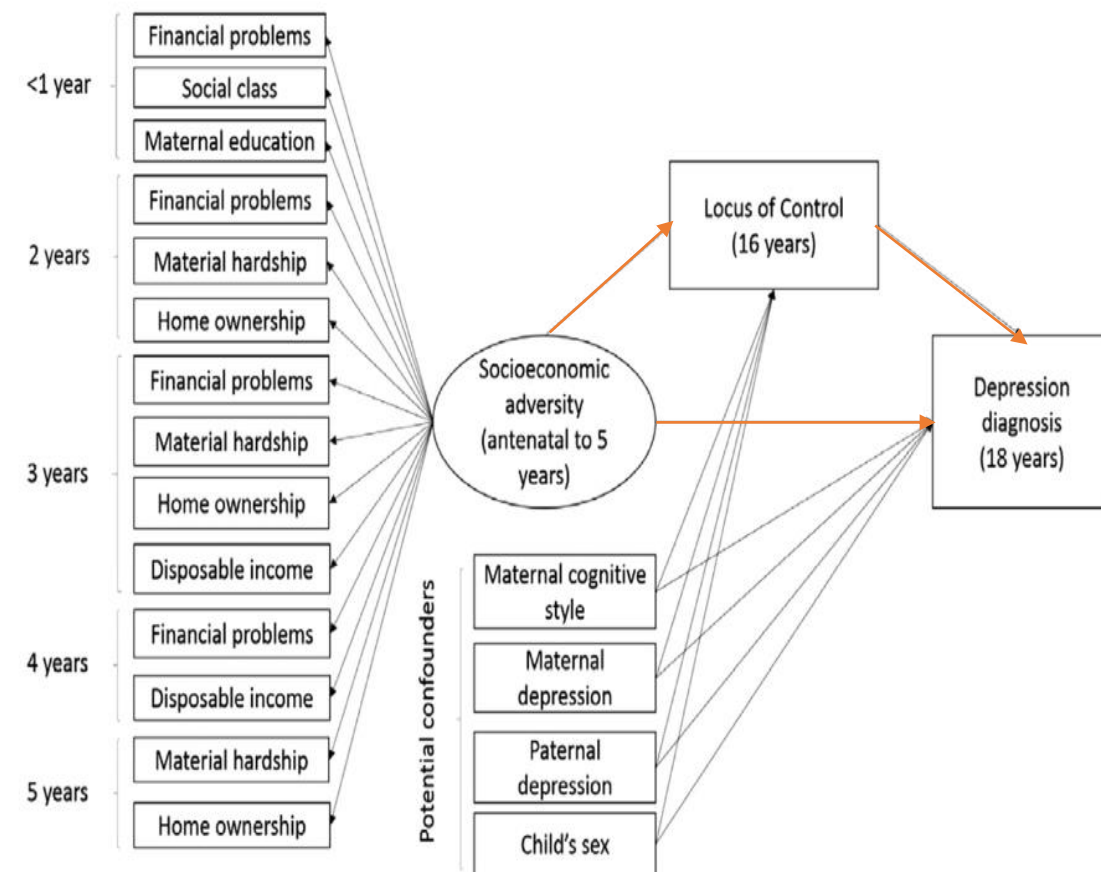 <1 year
Financial problems
Social class
Maternal education
2 years
Financial problems
Material hardship
Home ownership
3 years
Financial problems
Material hardship
Home ownership
Disposable income
4 years
Financial problems
Disposable income
5 years
Material hardship
Home ownership
Socioeconomic
adversity
(antenatal to 5
years)
Locus of Control
(16 years)
Depression
diagnosis
(18 years)
Potential confounders
Maternal cognitive
style
Maternal
depression
Paternal
depression
Child's sex